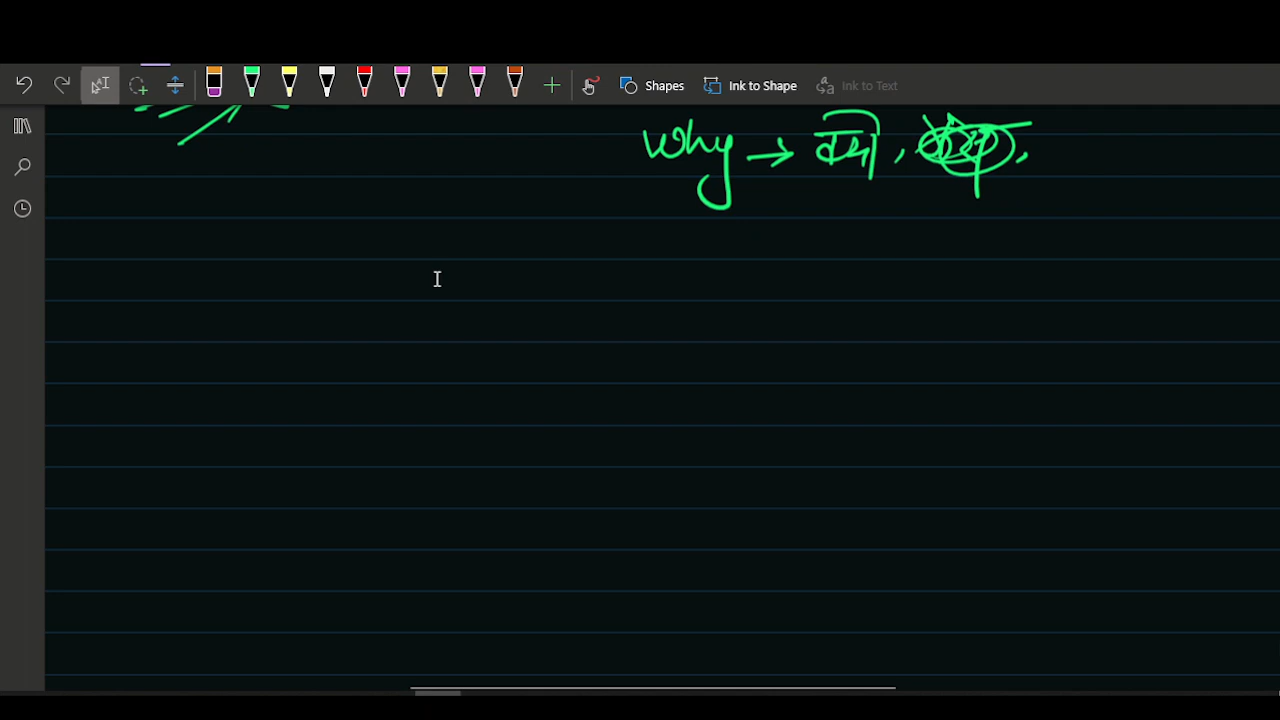 Shapes Ink to Shape Ink to Text
why → क्यों, ,